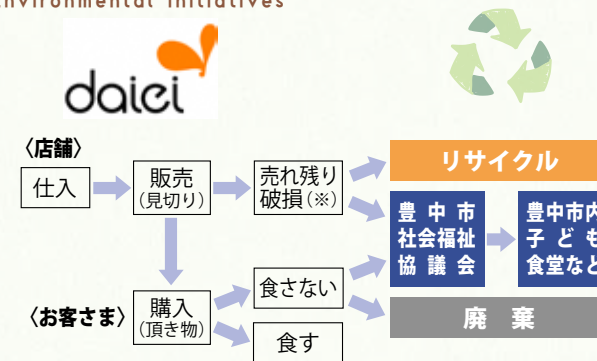 Environmental Initiatives
daiei
〈店舗〉
仕入
販売
(見切り)
売れ残り
破損(※)
リサイクル
豊中市
社会福祉
協議会
豊中市内
子ども
食堂など
〈お客さま〉
購入
(頂き物)
食さない
食す
廃棄